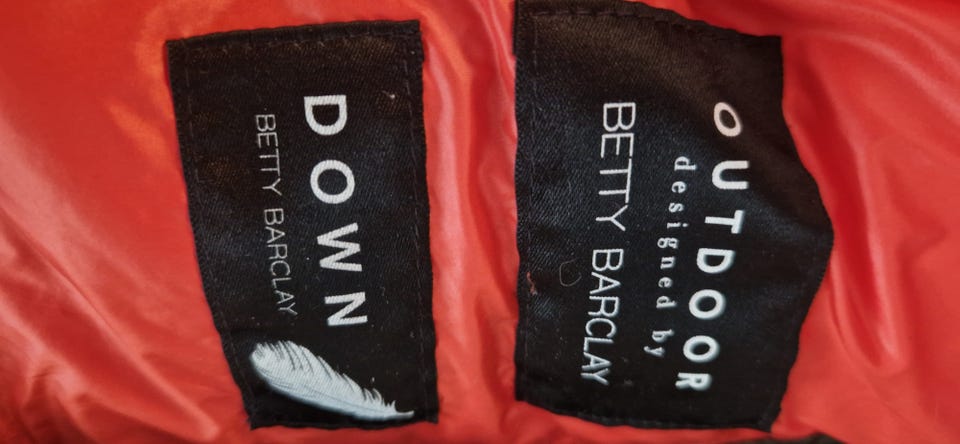 OUTDOOR
designed by
BETTY BARCLAY
DOWN
BETTY BARCLAY